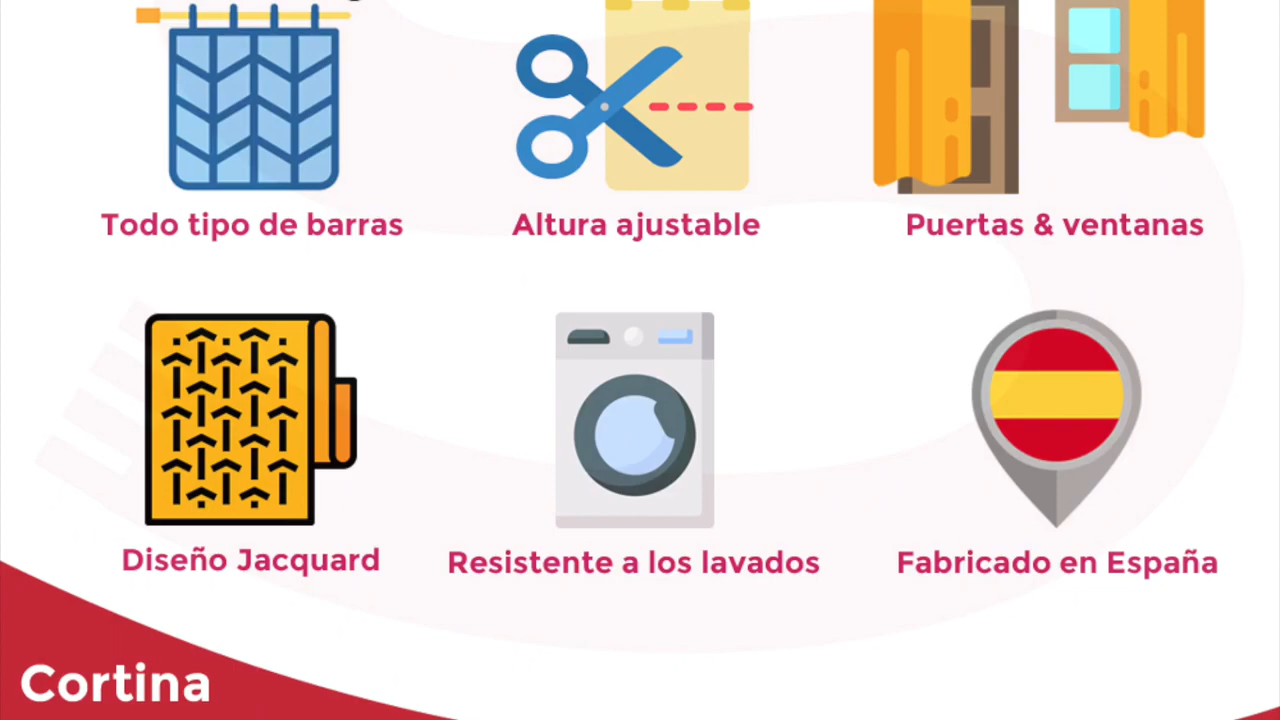 Todo tipo de barras
Altura ajustable
Puertas & ventanas
Diseño Jacquard
Resistente a los lavados
Fabricado en España
Cortina